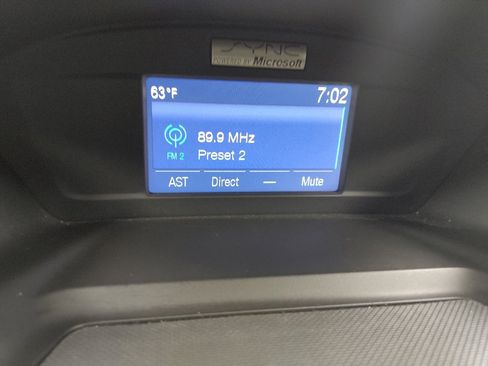 SYNC
POWERED BY Microsoft
63°F 7:02
89.9 MHz
FM 2 Preset 2
AST Direct — Mute